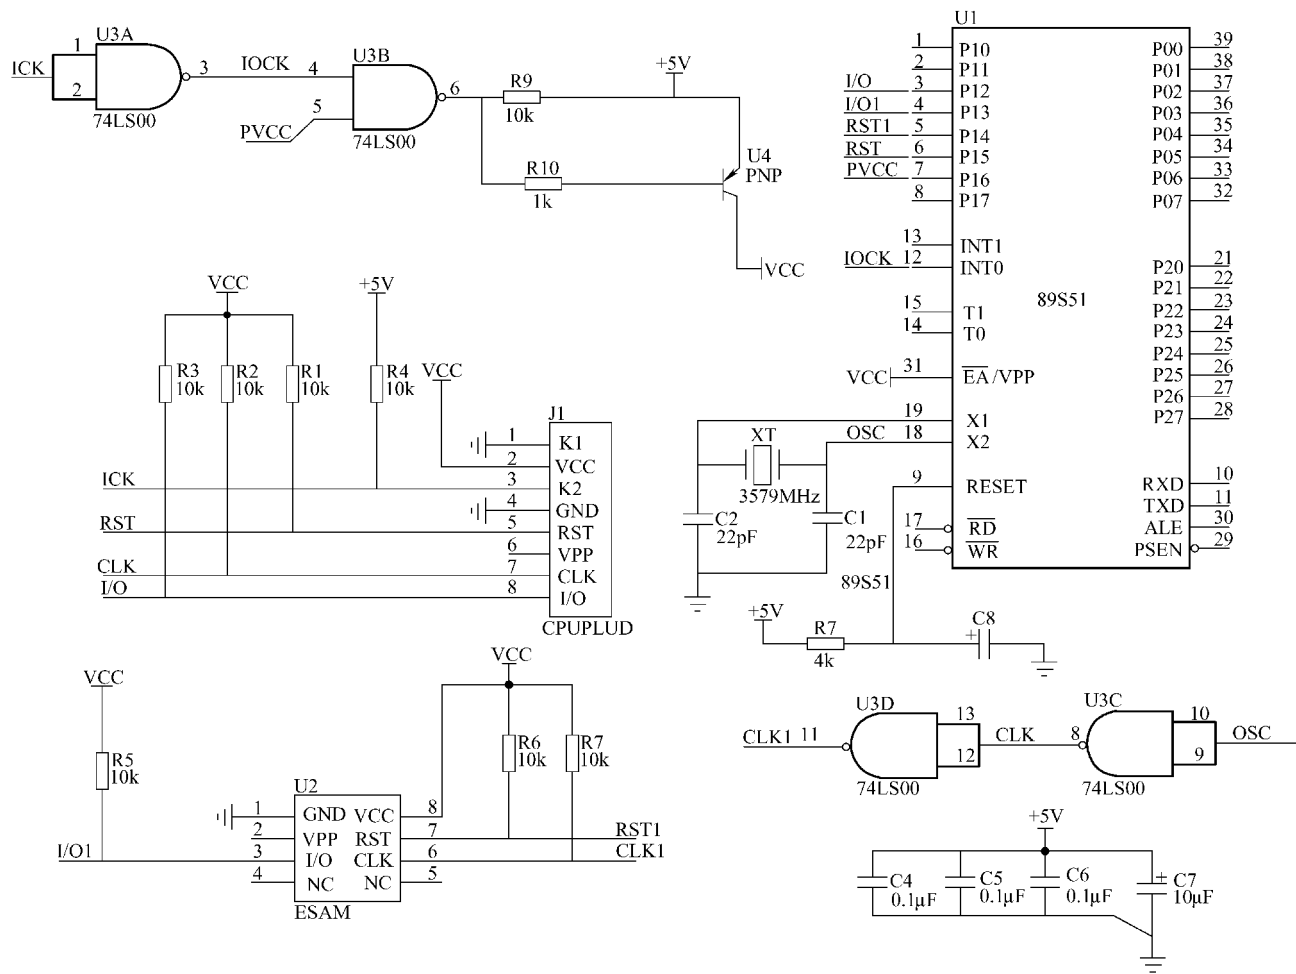 U3A
1
2
3
ICK
74LS00
IOCK
U3B
4
5
6
PVCC
74LS00
R9
10k
+5V
R10
1k
U4
PNP
VCC
U1
1 P10
2 P11
I/O 3 P12
I/O1 4 P13
RST1 5 P14
RST 6 P15
PVCC 7 P16
8 P17
13 INT1
IOCK 12 INT0
15 T1
14 T0
VCC 31 EA/VPP
19 X1
OSC 18 X2
9 RESET
17 RD
16 WR
89S51
P00 39
P01 38
P02 37
P03 36
P04 35
P05 34
P06 33
P07 32
P20 21
P21 22
P22 23
P23 24
P24 25
P25 26
P26 27
P27 28
RXD 10
TXD 11
ALE 30
PSEN 29
XT
3579MHz
C2
22pF
C1
22pF
89S51
+5V
R7
4k
+
C8
VCC
+5V
R3
10k
R2
10k
R1
10k
R4
10k
VCC
J1
1 K1
2 VCC
ICK 3 K2
4 GND
RST 5 RST
6 VPP
CLK 7 CLK
I/O 8 I/O
CPUPLUD
VCC
R5
10k
VCC
R6
10k
R7
10k
U2
1 GND VCC 8
2 VPP RST 7 RST1
I/O1 3 I/O CLK 6 CLK1
4 NC NC 5
ESAM
U3D
CLK1 11
13
12
74LS00
CLK
U3C
8
10
9
OSC
74LS00
+5V
C4
0.1μF
C5
0.1μF
C6
0.1μF
+
C7
10μF